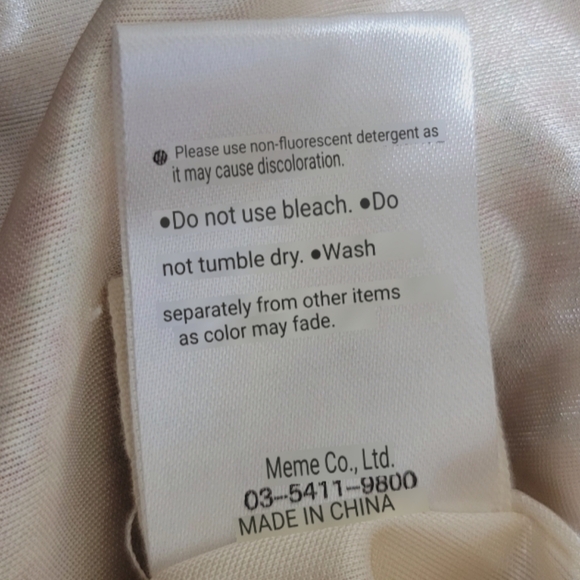 Please use non-fluorescent detergent as
it may cause discoloration.
●Do not use bleach. ●Do
not tumble dry. ●Wash
separately from other items
as color may fade.
Meme Co., Ltd.
03-5411-9800
MADE IN CHINA